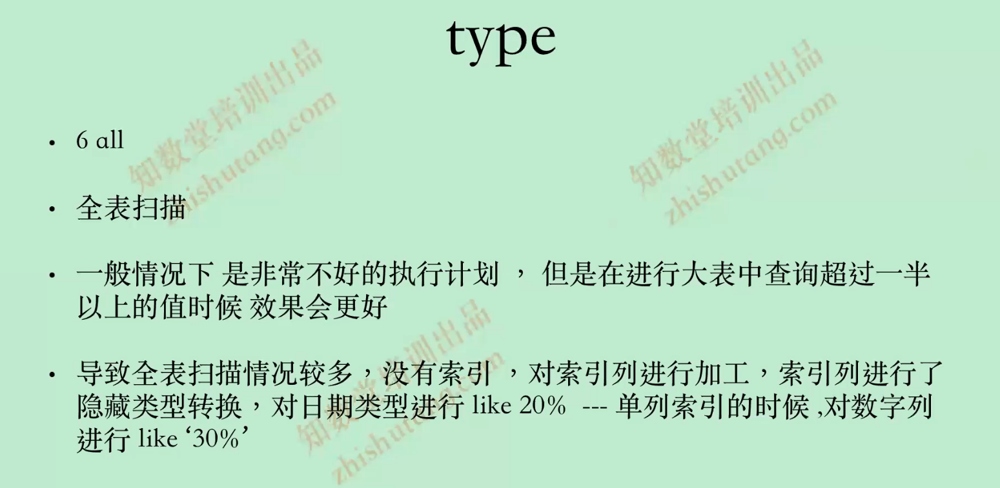 type
知数堂培训出品
zhishutang.com
知数堂培训出品
zhishutang.com
• 6 all
• 全表扫描
• 一般情况下 是非常不好的执行计划 ， 但是在进行大表中查询超过一半
以上的值时候 效果会更好
知数堂培训出品
zhishutang.com
• 导致全表扫描情况较多，没有索引 ，对索引列进行加工，索引列进行了
隐藏类型转换，对日期类型进行 like 20% --- 单列索引的时候 ,对数字列
进行 like ‘30%’